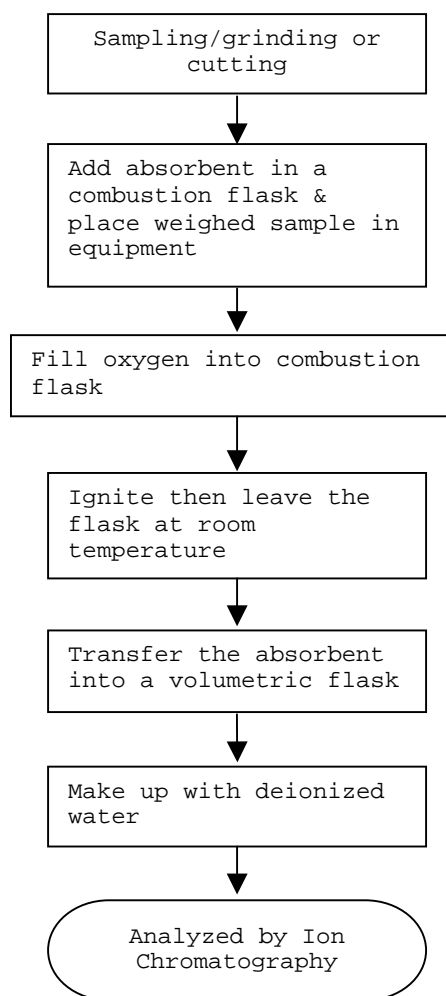 Sampling/grinding or
cutting
Add absorbent in a
combustion flask &
place weighed sample in
equipment
Fill oxygen into combustion
flask
Ignite then leave the
flask at room
temperature
Transfer the absorbent
into a volumetric flask
Make up with deionized
water
Analyzed by Ion
Chromatography